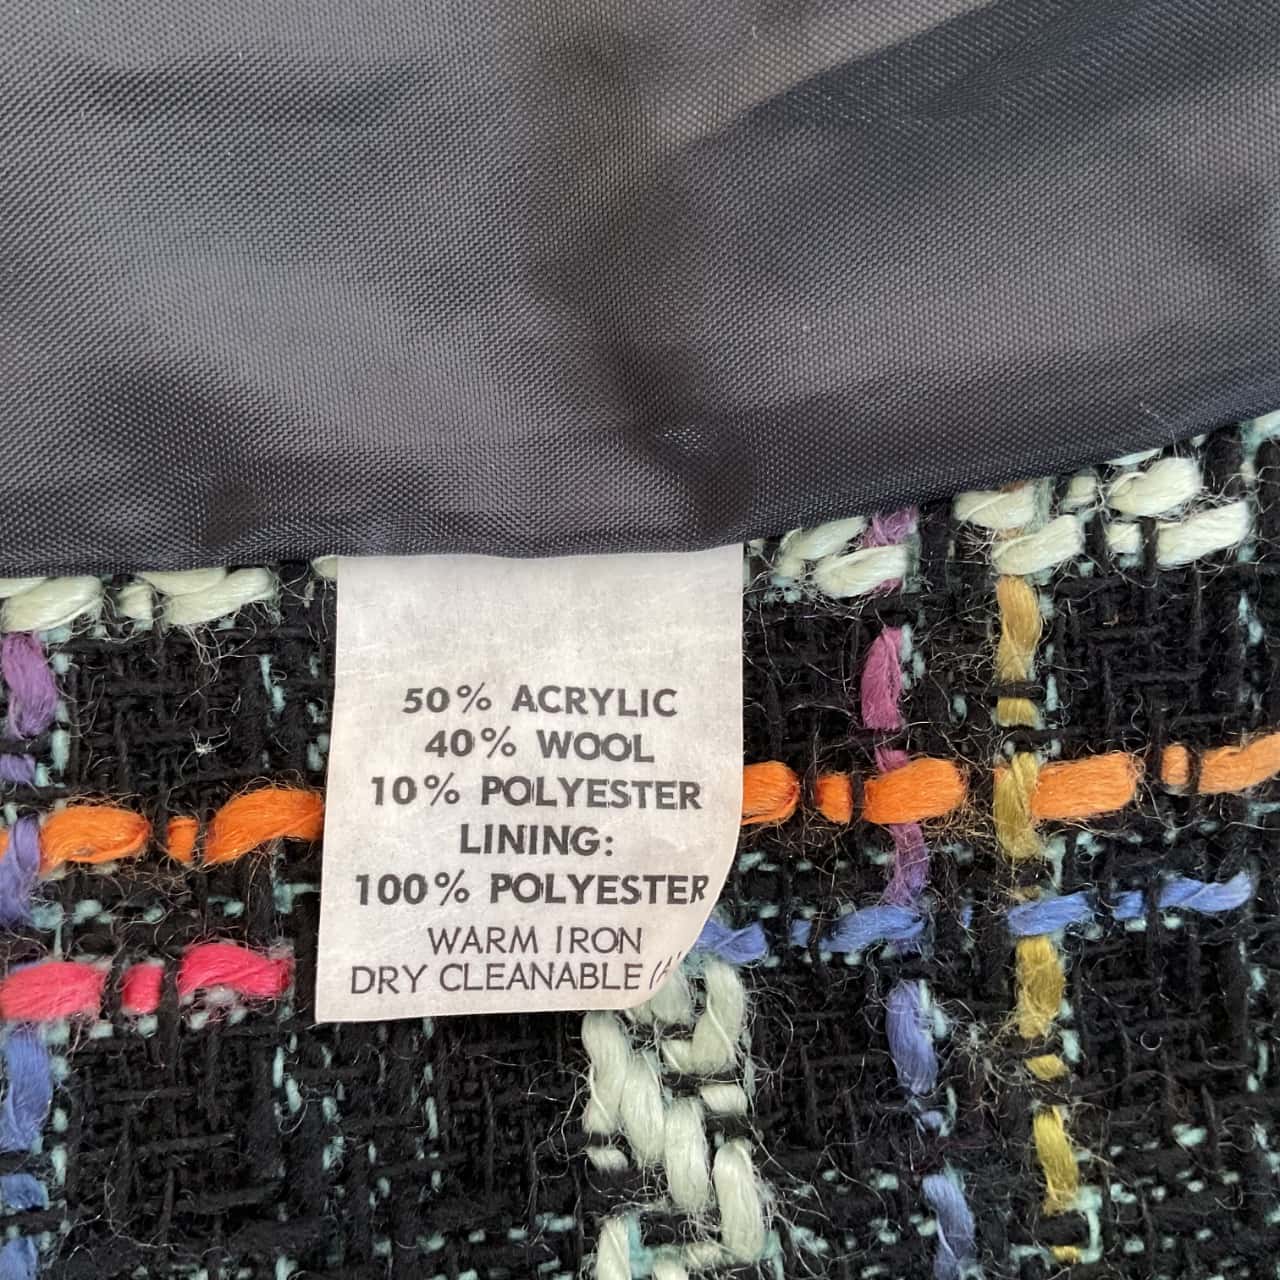 50% ACRYLIC
40% WOOL
10% POLYESTER
LINING:
100% POLYESTER
WARM IRON
DRY CLEANABLE